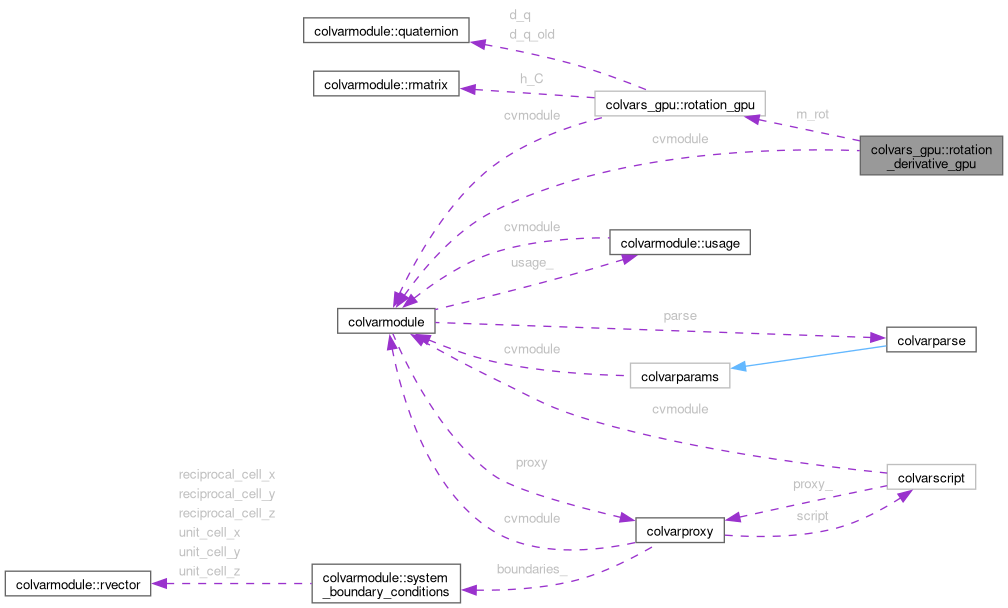 d_q
d_q_old
colvarmodule::quaternion
h_C
colvarmodule::rmatrix
colvars_gpu::rotation_gpu
m_rot
cvmodule
cvmodule
colvars_gpu::rotation
_derivative_gpu
cvmodule
colvarmodule::usage
usage_
colvarmodule
parse
colvarparse
cvmodule
colvarparams
cvmodule
proxy
colvarscript
proxy_
script
cvmodule
colvarproxy
reciprocal_cell_x
reciprocal_cell_y
reciprocal_cell_z
unit_cell_x
unit_cell_y
unit_cell_z
boundaries_
colvarmodule::rvector
colvarmodule::system
_boundary_conditions